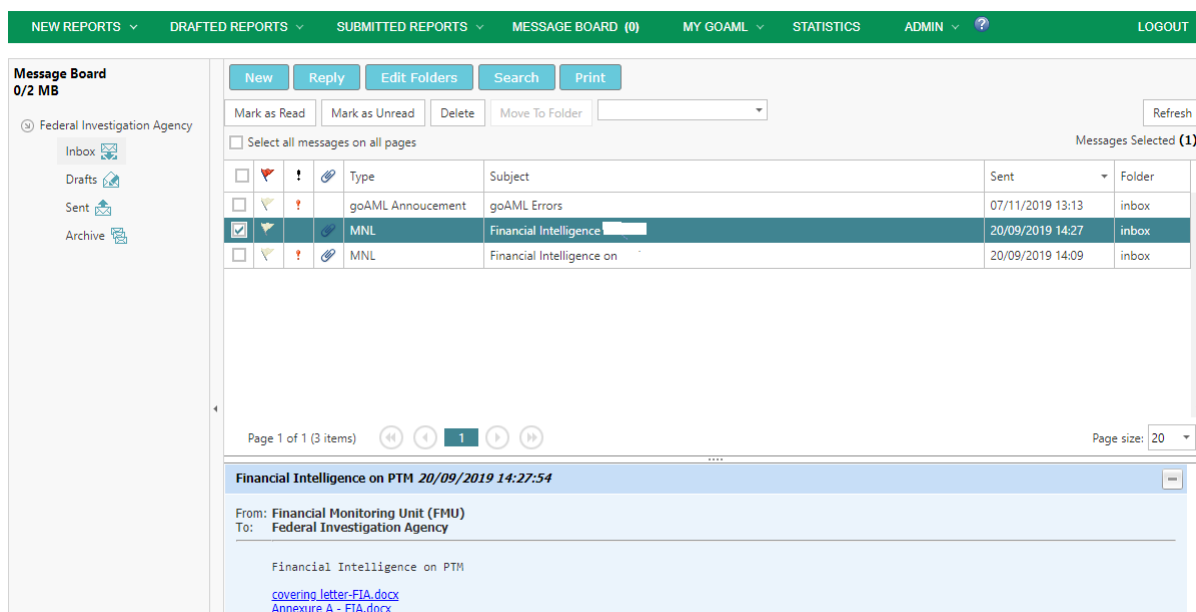 NEW REPORTS DRAFTED REPORTS SUBMITTED REPORTS MESSAGE BOARD (0) MY GOAML STATISTICS ADMIN ? LOGOUT
Message Board
0/2 MB
Federal Investigation Agency
Inbox
Drafts
Sent
Archive
New Reply Edit Folders Search Print
Mark as Read Mark as Unread Delete Move To Folder Refresh
Select all messages on all pages Messages Selected (1)
! Type Subject Sent Folder
! goAML Annoucement goAML Errors 07/11/2019 13:13 inbox
MNL Financial Intelligence 20/09/2019 14:27 inbox
! MNL Financial Intelligence on 20/09/2019 14:09 inbox
Page 1 of 1 (3 items) 1 Page size: 20
Financial Intelligence on PTM 20/09/2019 14:27:54
From: Financial Monitoring Unit (FMU)
To: Federal Investigation Agency
Financial Intelligence on PTM
covering letter-FIA.docx
Annexure A - FIA.docx